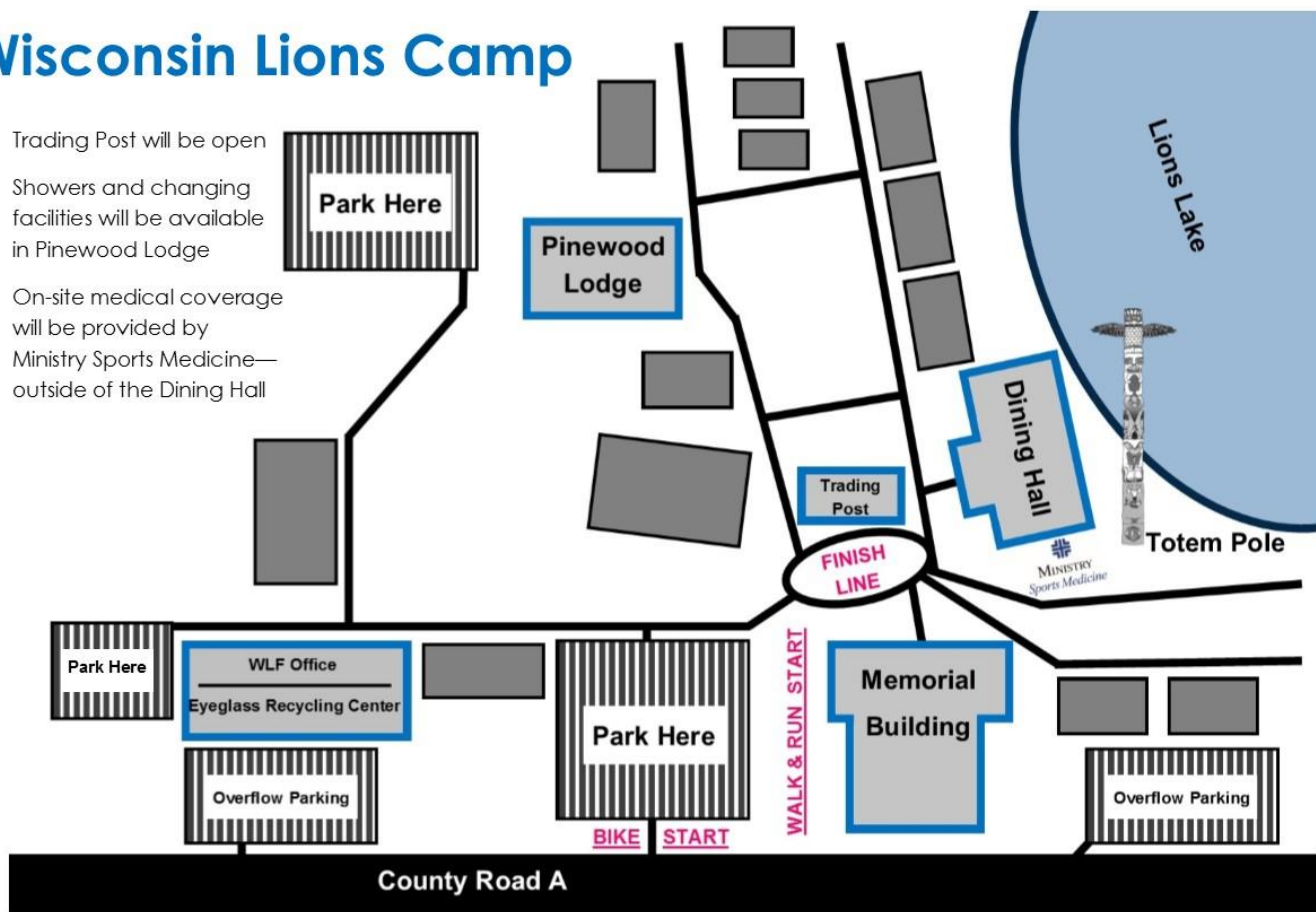 Wisconsin Lions Camp
Trading Post will be open
Showers and changing
facilities will be available
in Pinewood Lodge
On-site medical coverage
will be provided by
Ministry Sports Medicine—
outside of the Dining Hall
Park Here
Pinewood
Lodge
Lions Lake
Dining Hall
Trading
Post
FINISH
LINE
MINISTRY
Sports Medicine
Totem Pole
Park Here
WLF Office
Eyeglass Recycling Center
Park Here
WALK & RUN START
Memorial
Building
Overflow Parking
Overflow Parking
BIKE START
County Road A